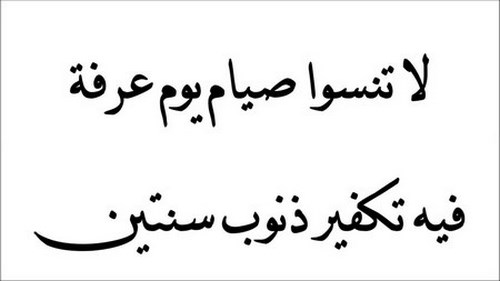 لا تنسوا صيام يوم عرفة
فيه تكفير ذنوب سنتين